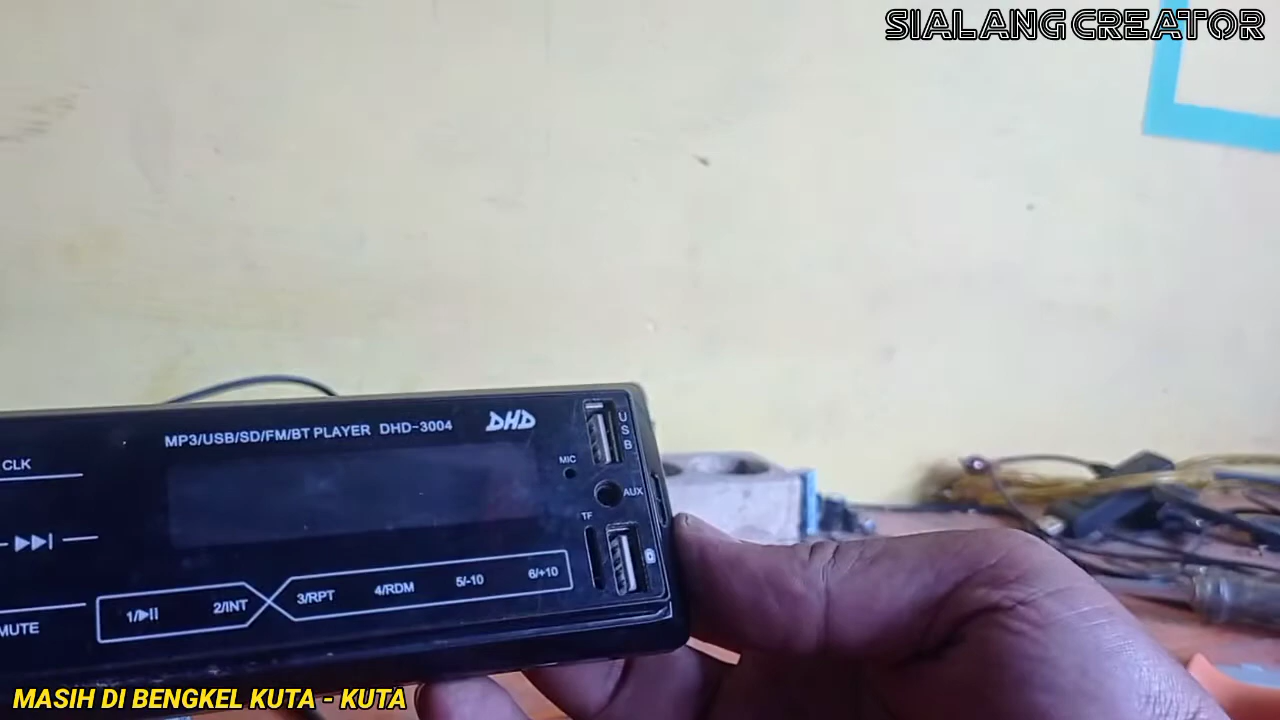 SIALANG CREATOR
MP3/USB/SD/FM/BT PLAYER DHD-3004
DHD
USB
CLK
MIC
AUX
TF
1/▶II
2/INT
3/RPT
4/RDM
5/-10
6/+10
MUTE
MASIH DI BENGKEL KUTA - KUTA